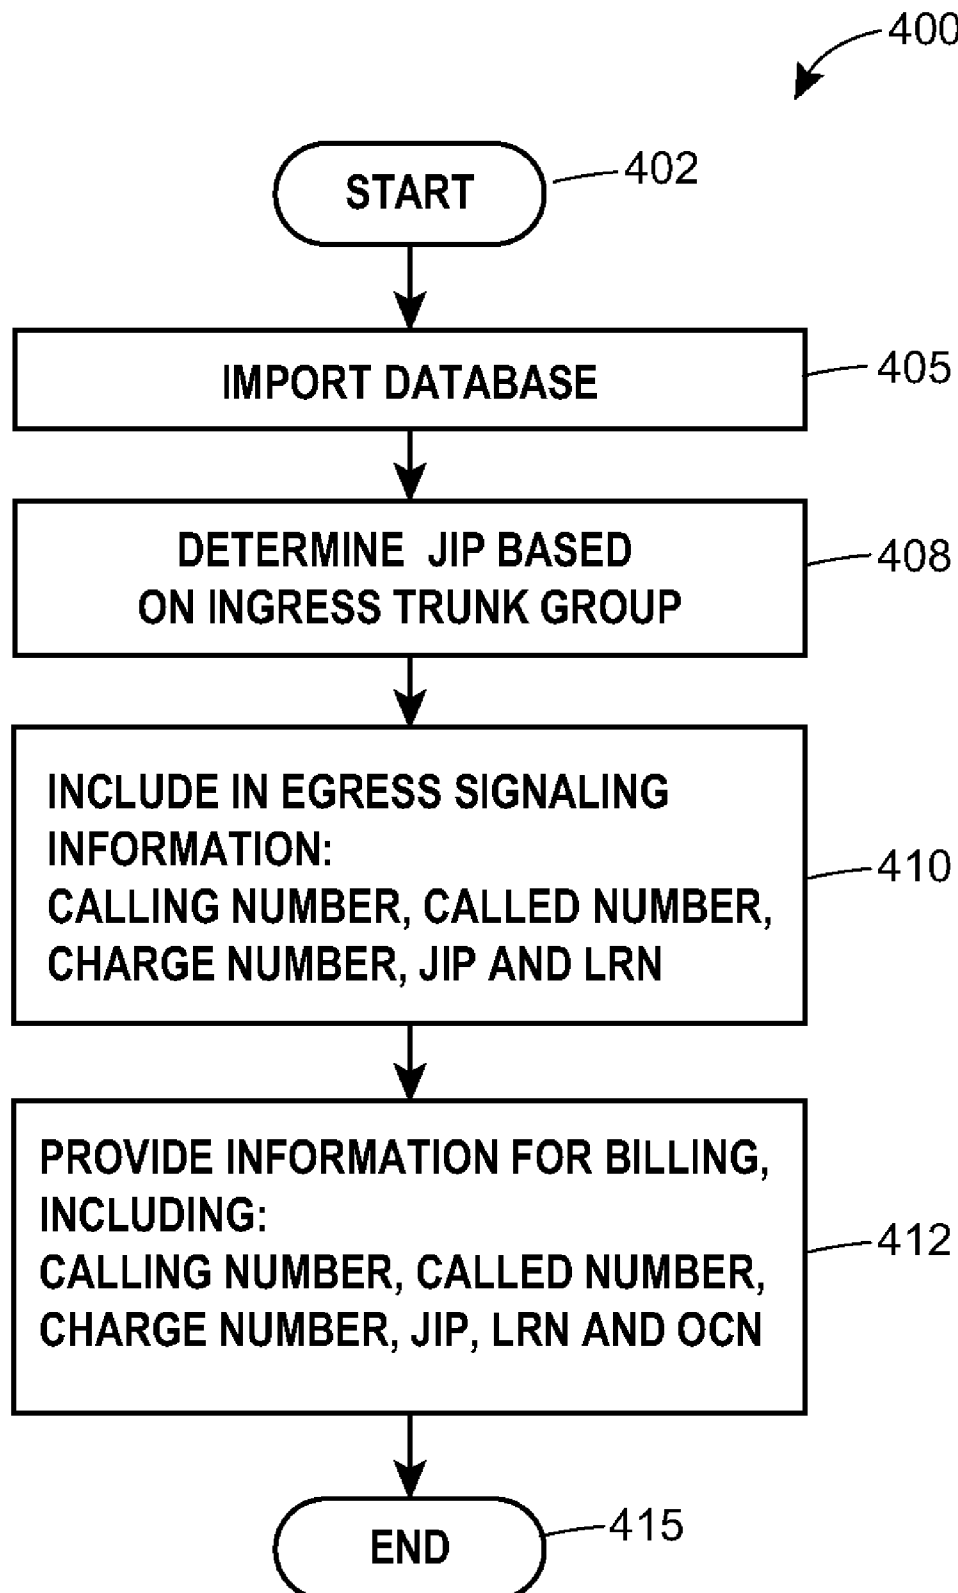 400
START
402
IMPORT DATABASE
405
DETERMINE JIP BASED
ON INGRESS TRUNK GROUP
408
INCLUDE IN EGRESS SIGNALING
INFORMATION:
CALLING NUMBER, CALLED NUMBER,
CHARGE NUMBER, JIP AND LRN
410
PROVIDE INFORMATION FOR BILLING,
INCLUDING:
CALLING NUMBER, CALLED NUMBER,
CHARGE NUMBER, JIP, LRN AND OCN
412
END
415